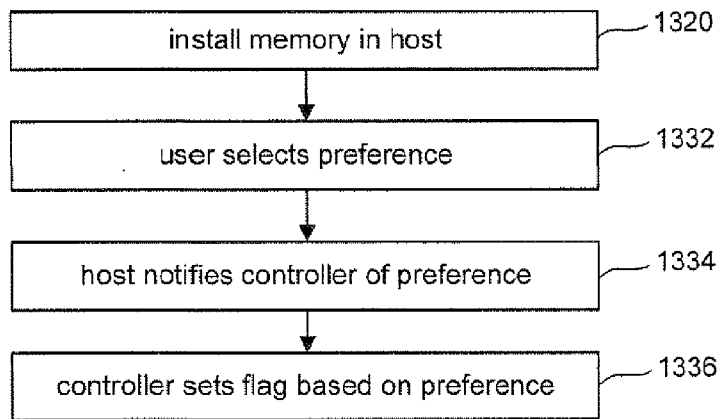 install memory in host
1320
user selects preference
1332
host notifies controller of preference
1334
controller sets flag based on preference
1336